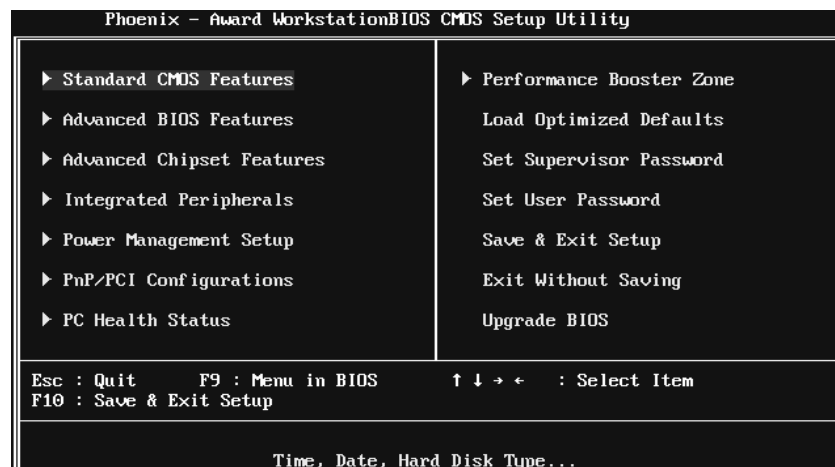 Phoenix - Award WorkstationBIOS CMOS Setup Utility
▶ Standard CMOS Features
▶ Advanced BIOS Features
▶ Advanced Chipset Features
▶ Integrated Peripherals
▶ Power Management Setup
▶ PnP/PCI Configurations
▶ PC Health Status
▶ Performance Booster Zone
Load Optimized Defaults
Set Supervisor Password
Set User Password
Save & Exit Setup
Exit Without Saving
Upgrade BIOS
Esc : Quit F9 : Menu in BIOS ↑ ↓ → ← : Select Item
F10 : Save & Exit Setup
Time, Date, Hard Disk Type...